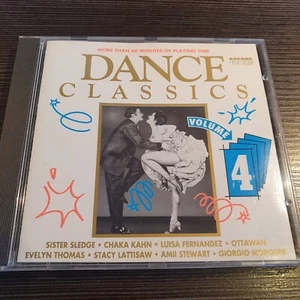 MORE THAN 60 MINUTES OF PLAYING TIME
ARCADE
DANCE
CLASSICS
VOLUME
4
SISTER SLEDGE • CHAKA KAHN • LUISA FERNANDEZ • OTTAWAN
EVELYN THOMAS • STACY LATTISAW • AMII STEWART • GIORGIO MORODER